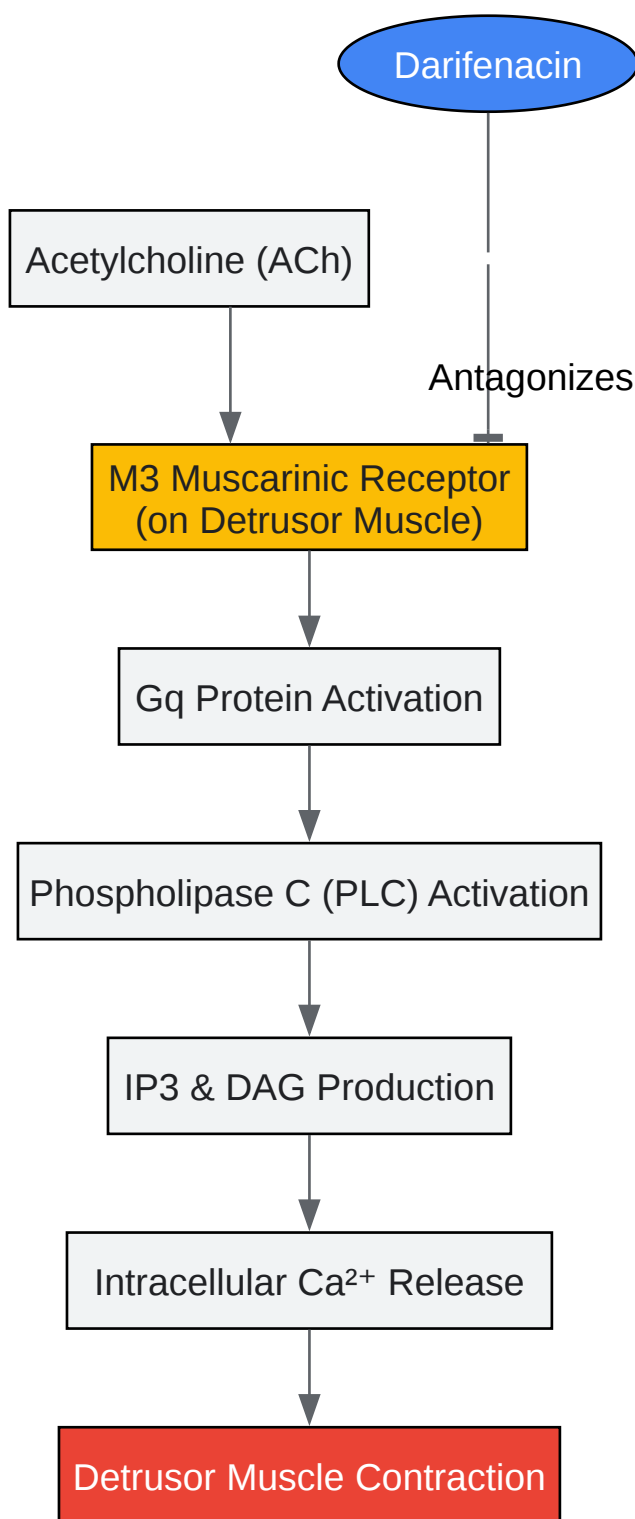 Darifenacin
Acetylcholine (ACh)
Antagonizes
M3 Muscarinic Receptor
(on Detrusor Muscle)
Gq Protein Activation
Phospholipase C (PLC) Activation
IP3 & DAG Production
Intracellular Ca²⁺ Release
Detrusor Muscle Contraction